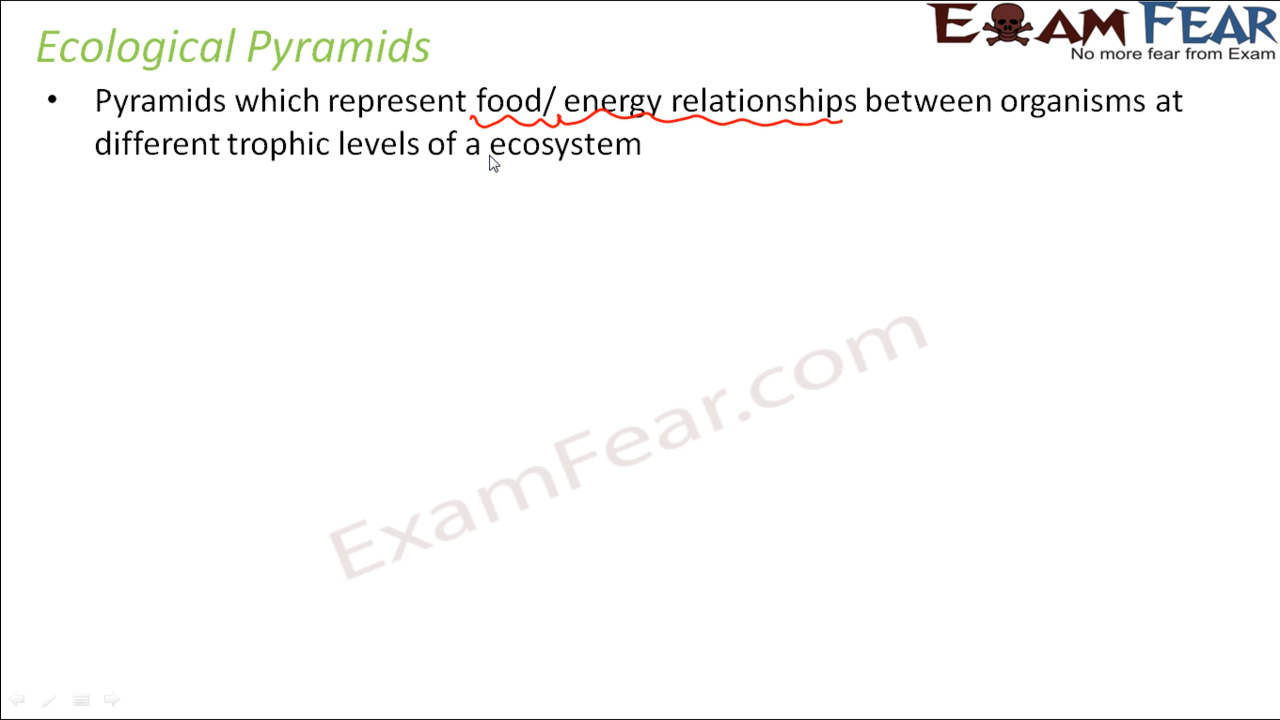 Ecological Pyramids
EXAM FEAR
No more fear from Exam
• Pyramids which represent food/ energy relationships between organisms at
different trophic levels of a ecosystem
ExamFear.com